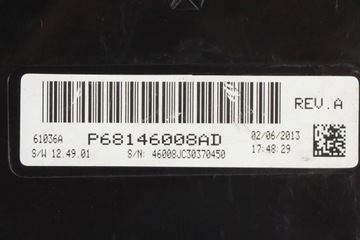 REV.A
61036A P68146008AD 02/06/2013
S/W 12.49.01 S/N: 46008JC30370450 17:48:29